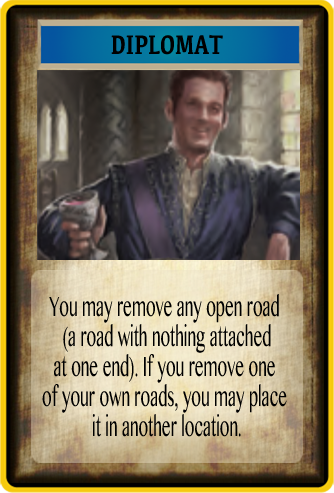 DIPLOMAT
You may remove any open road
(a road with nothing attached
at one end). If you remove one
of your own roads, you may place
it in another location.